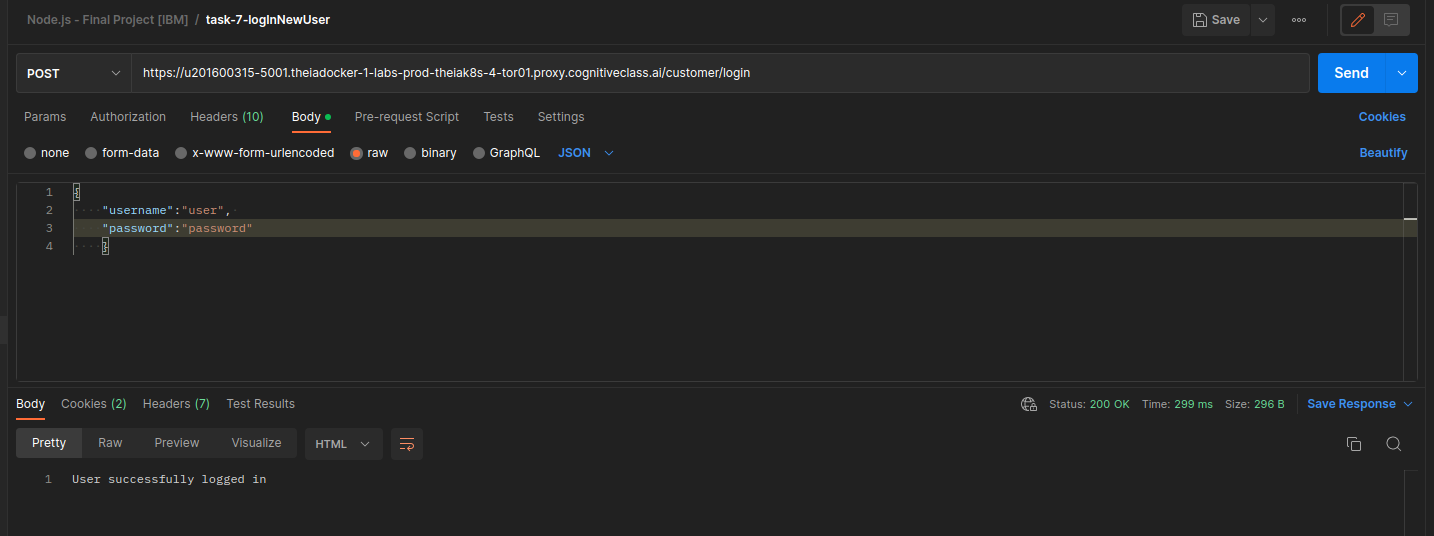 Node.js - Final Project [IBM] / task-7-logInNewUser Save
POST https://u201600315-5001.theiadocker-1-labs-prod-theiak8s-4-tor01.proxy.cognitiveclass.ai/customer/login Send
Params Authorization Headers (10) Body Pre-request Script Tests Settings Cookies
none form-data x-www-form-urlencoded raw binary GraphQL JSON Beautify
1 {
2 "username":"user",
3 "password":"password"
4 }
Body Cookies (2) Headers (7) Test Results Status: 200 OK Time: 299 ms Size: 296 B Save Response
Pretty Raw Preview Visualize HTML
1 User successfully logged in